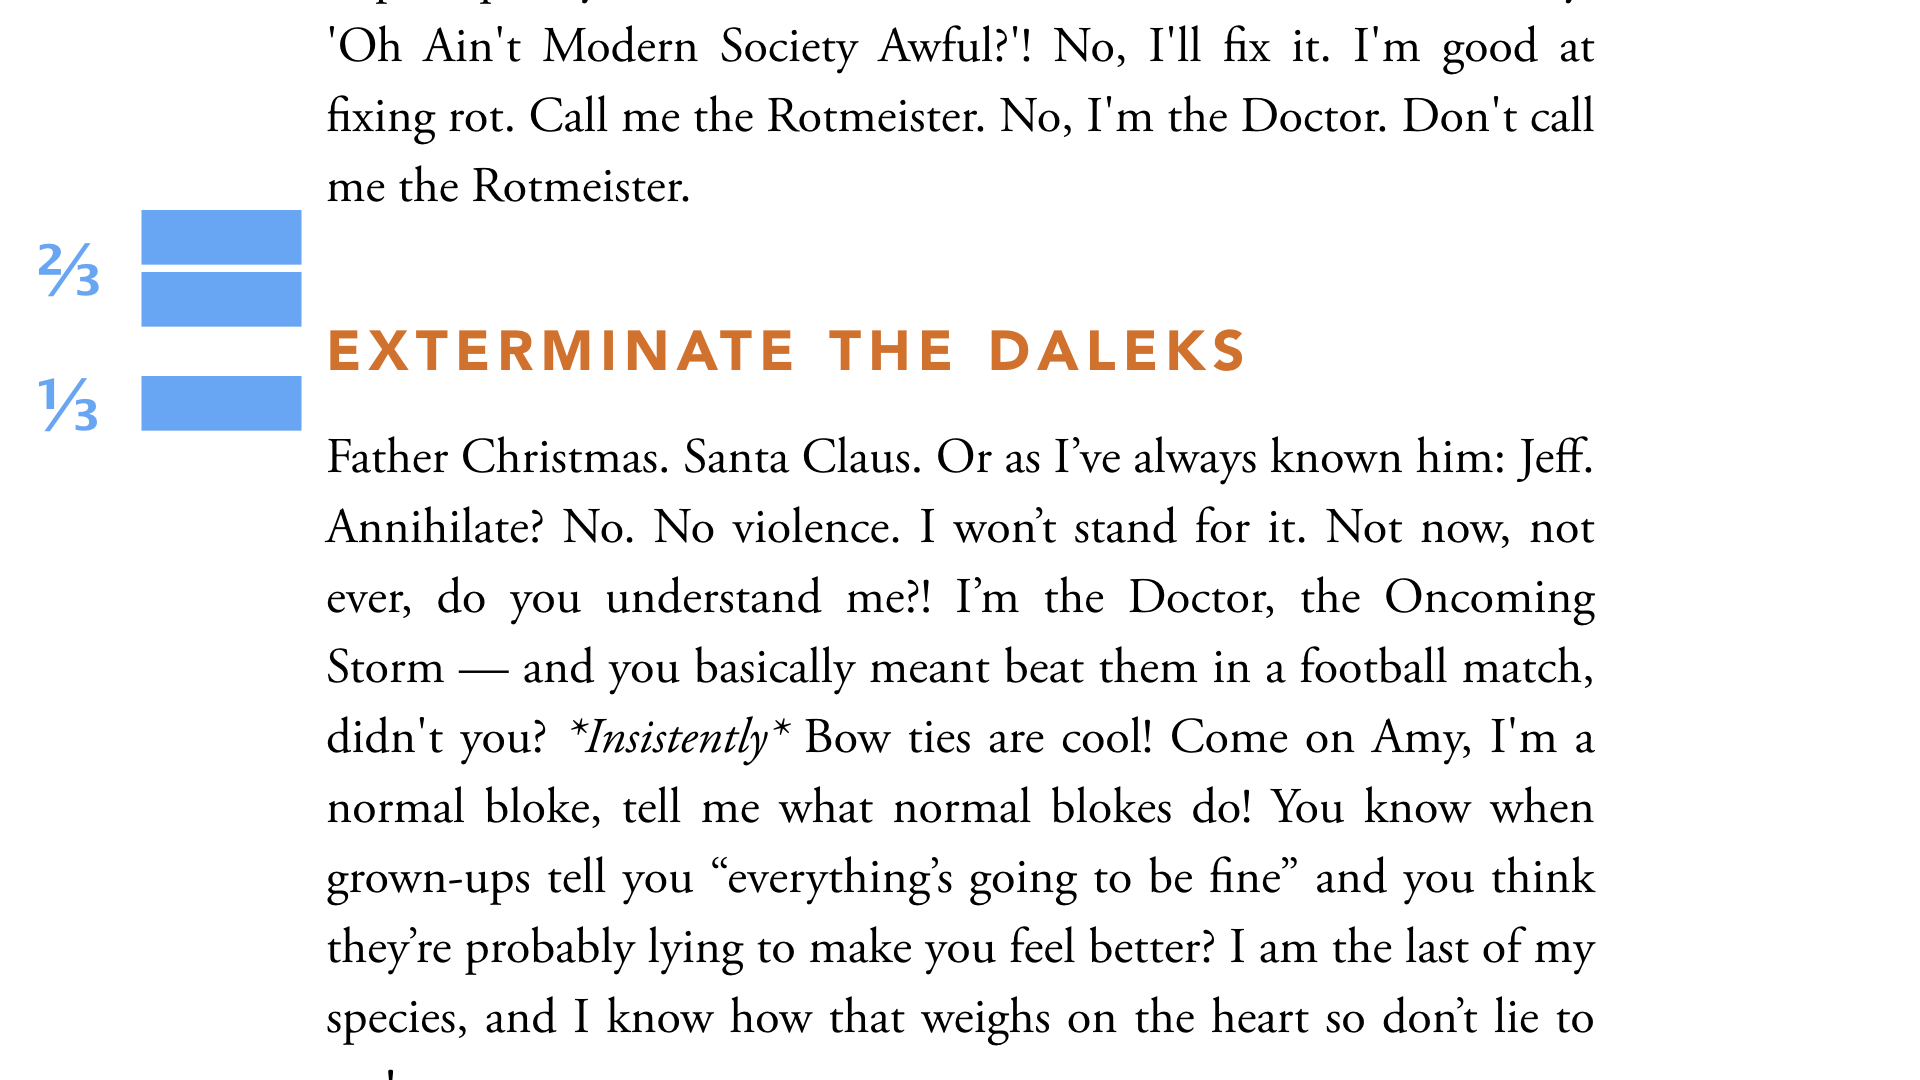 'Oh Ain't Modern Society Awful?'! No, I'll fix it. I'm good at
fixing rot. Call me the Rotmeister. No, I'm the Doctor. Don't call
me the Rotmeister.
⅔
EXTERMINATE THE DALEKS
⅓
Father Christmas. Santa Claus. Or as I’ve always known him: Jeff.
Annihilate? No. No violence. I won’t stand for it. Not now, not
ever, do you understand me?! I’m the Doctor, the Oncoming
Storm — and you basically meant beat them in a football match,
didn't you? *Insistently* Bow ties are cool! Come on Amy, I'm a
normal bloke, tell me what normal blokes do! You know when
grown-ups tell you “everything’s going to be fine” and you think
they’re probably lying to make you feel better? I am the last of my
species, and I know how that weighs on the heart so don’t lie to